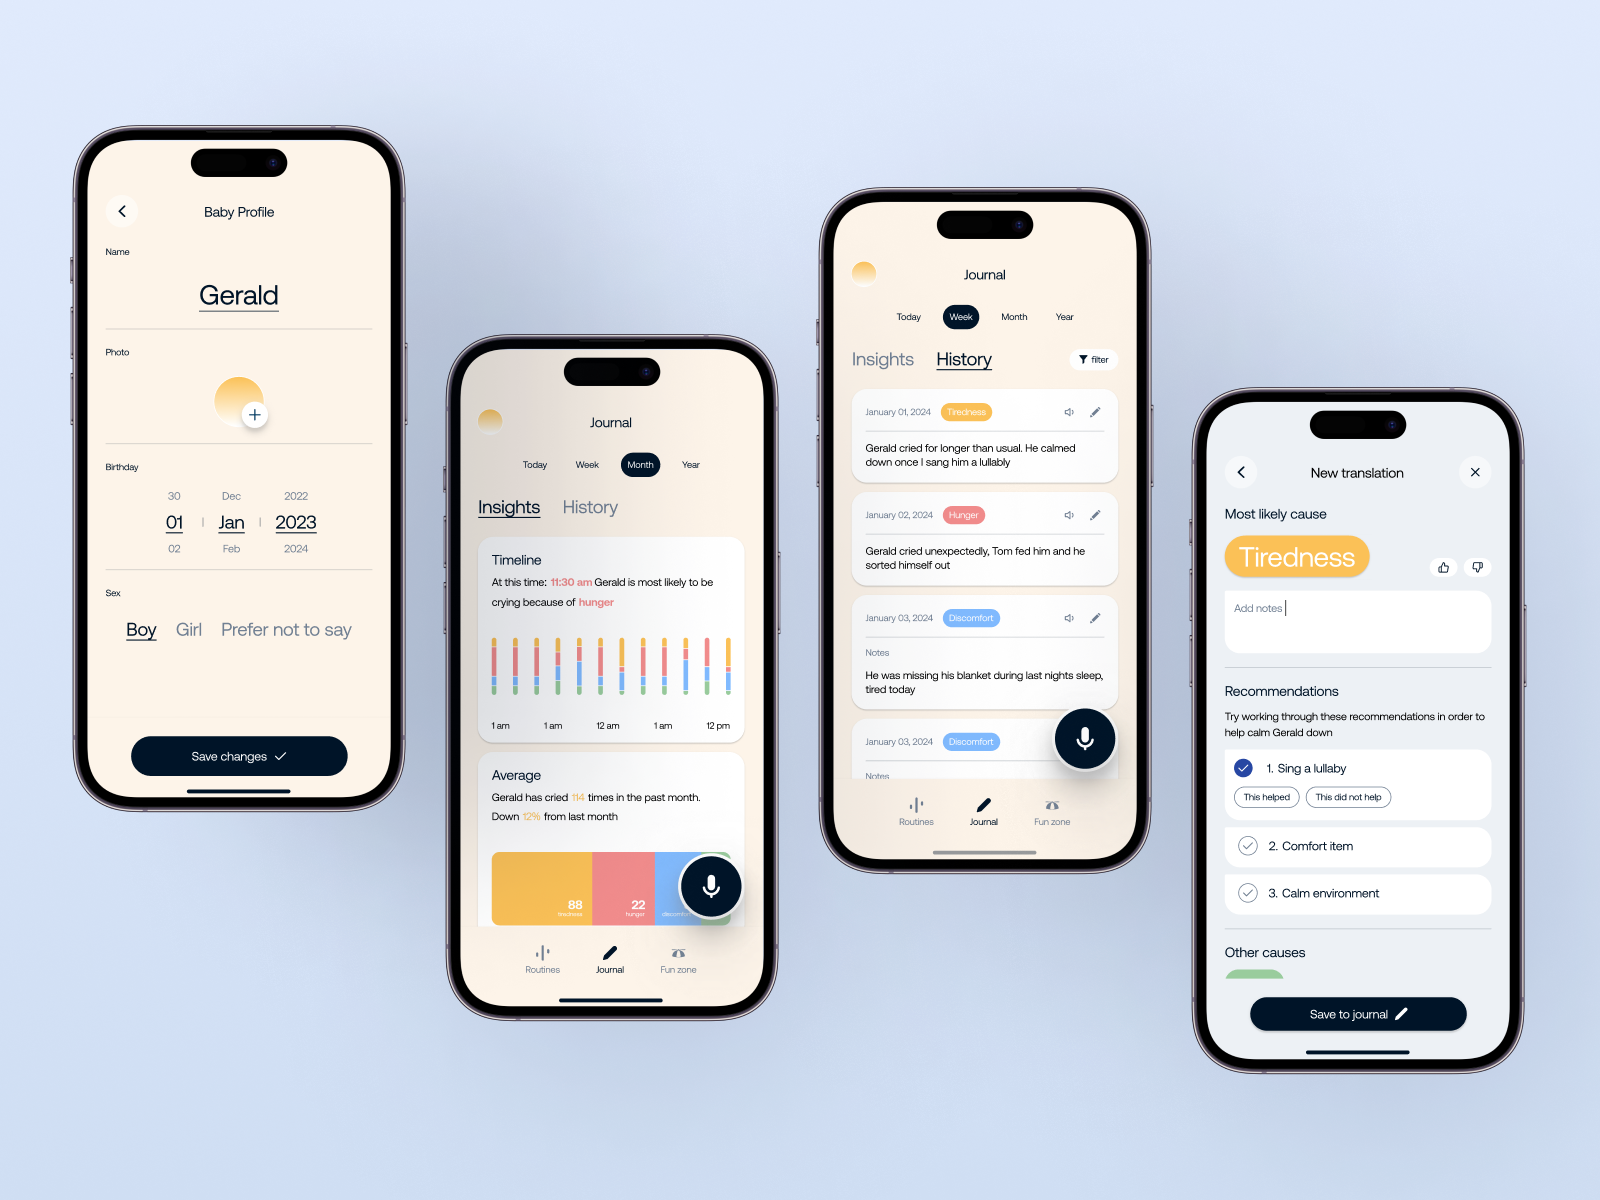 Baby Profile
Name
Gerald
Photo
Birthday
30 Dec 2022
01 Jan 2023
02 Feb 2024
Sex
Boy Girl Prefer not to say
Save changes
Journal
Today Week Month Year
Insights History
Timeline
At this time: 11:30 am Gerald is most likely to be
crying because of hunger
1 am 1 am 12 am 1 am 12 pm
Average
Gerald has cried 114 times in the past month.
Down 12% from last month
88 22
tiredness hunger discomfort
Routines Journal Fun zone
Journal
Today Week Month Year
Insights History filter
January 01, 2024 Tiredness
Gerald cried for longer than usual. He calmed
down once I sang him a lullably
January 02, 2024 Hunger
Gerald cried unexpectedly, Tom fed him and he
sorted himself out
January 03, 2024 Discomfort
Notes
He was missing his blanket during last nights sleep,
tired today
January 03, 2024 Discomfort
Notes
Routines Journal Fun zone
New translation
Most likely cause
Tiredness
Add notes
Recommendations
Try working through these recommendations in order to
help calm Gerald down
1. Sing a lullaby
This helped This did not help
2. Comfort item
3. Calm environment
Other causes
Save to journal